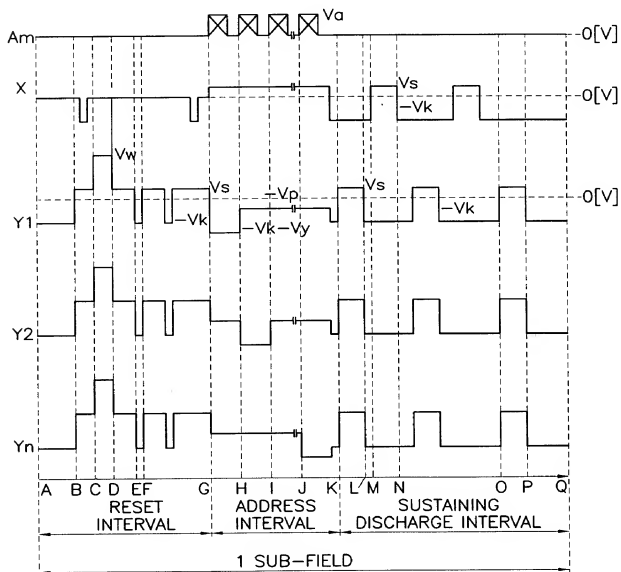 Va
Am
0[V]
X
Vs
0[V]
-Vk
Vw
Vs
-Vp
Vs
0[V]
-Vk
-Vk
Y1
-Vk-Vy
Y2
Yn
A B C D E F G H I J K L M N O P Q
RESET INTERVAL
ADDRESS INTERVAL
SUSTAINING DISCHARGE INTERVAL
1 SUB-FIELD